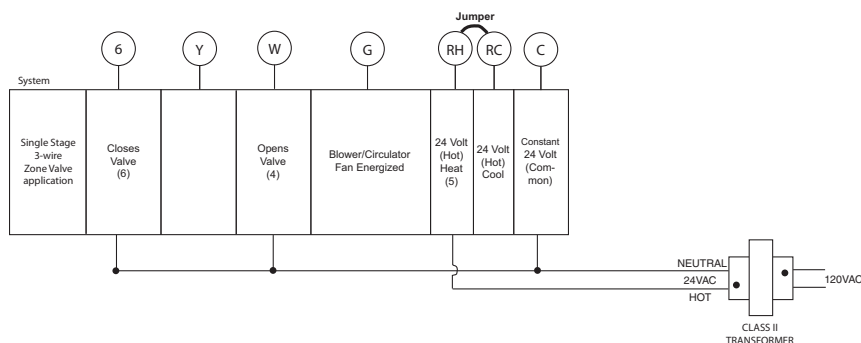 Jumper
6
Y
W
G
RH
RC
C
System
Single Stage
3-wire
Zone Valve
application
Closes
Valve
(6)
Opens
Valve
(4)
Blower/Circulator
Fan Energized
24 Volt
(Hot)
Heat
(5)
24 Volt
(Hot)
Cool
Constant
24 Volt
(Com-
mon)
NEUTRAL
24VAC
HOT
120VAC
CLASS II
TRANSFORMER